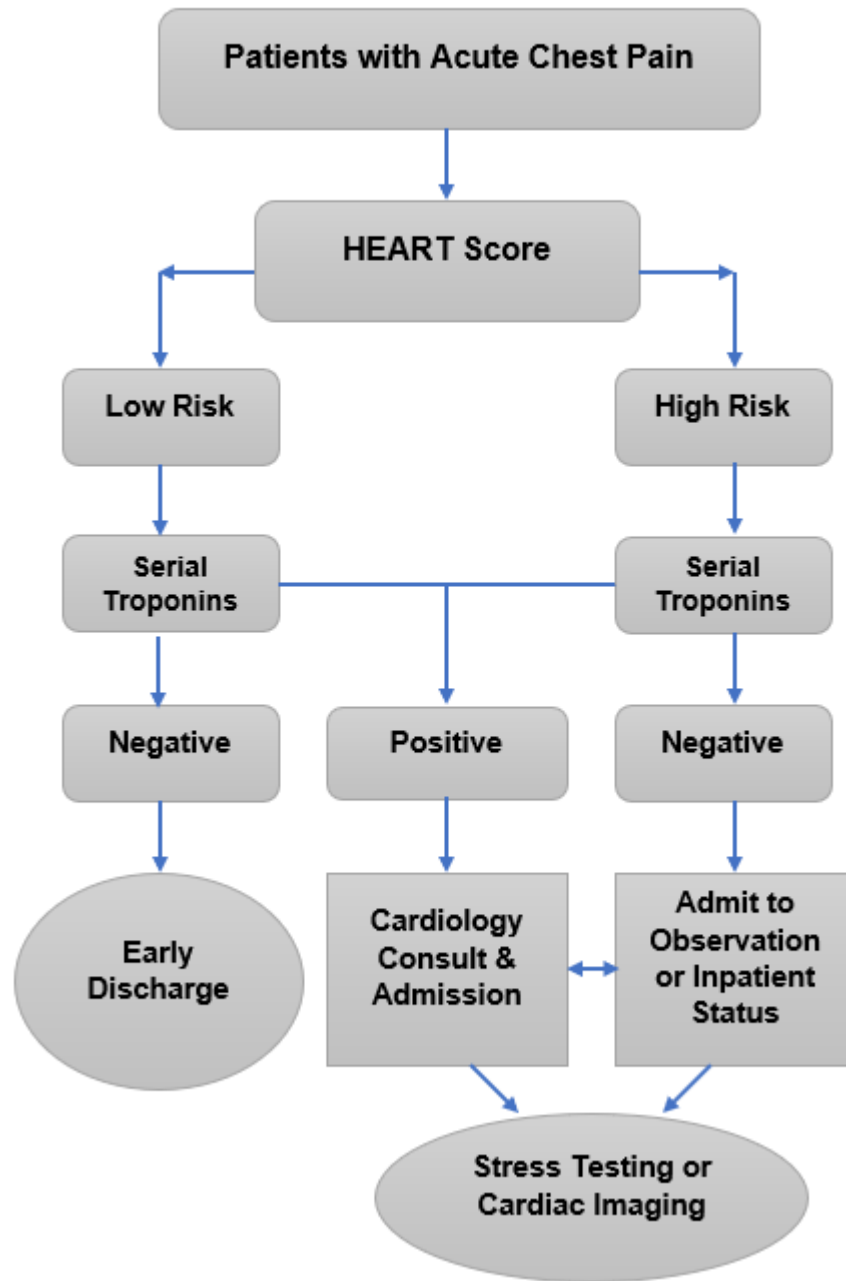 Patients with Acute Chest Pain
HEART Score
Low Risk
High Risk
Serial
Troponins
Serial
Troponins
Negative
Positive
Negative
Early
Discharge
Cardiology
Consult &
Admission
Admit to
Observation
or Inpatient
Status
Stress Testing or
Cardiac Imaging